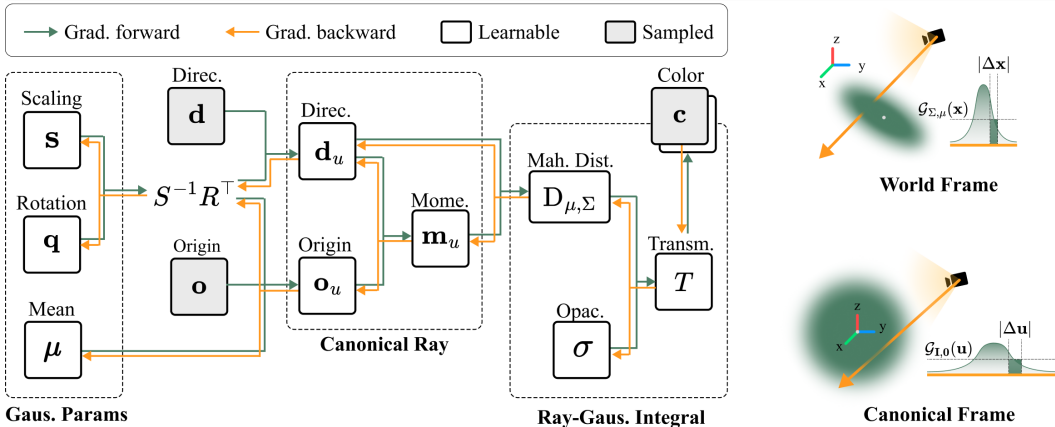 Grad. forward
Grad. backward
Learnable
Sampled
Scaling
s
Rotation
q
Mean
μ
Gaus. Params
Direc.
d
S⁻¹R⊤
Origin
o
Direc.
d_u
Mome.
m_u
Origin
o_u
Canonical Ray
Color
c
Mah. Dist.
D_μ,Σ
Transm.
T
Opac.
σ
Ray-Gaus. Integral
z
y
x
|Δx|
𝒢_Σ,μ(x)
World Frame
z
y
x
|Δu|
𝒢_I,0(u)
Canonical Frame